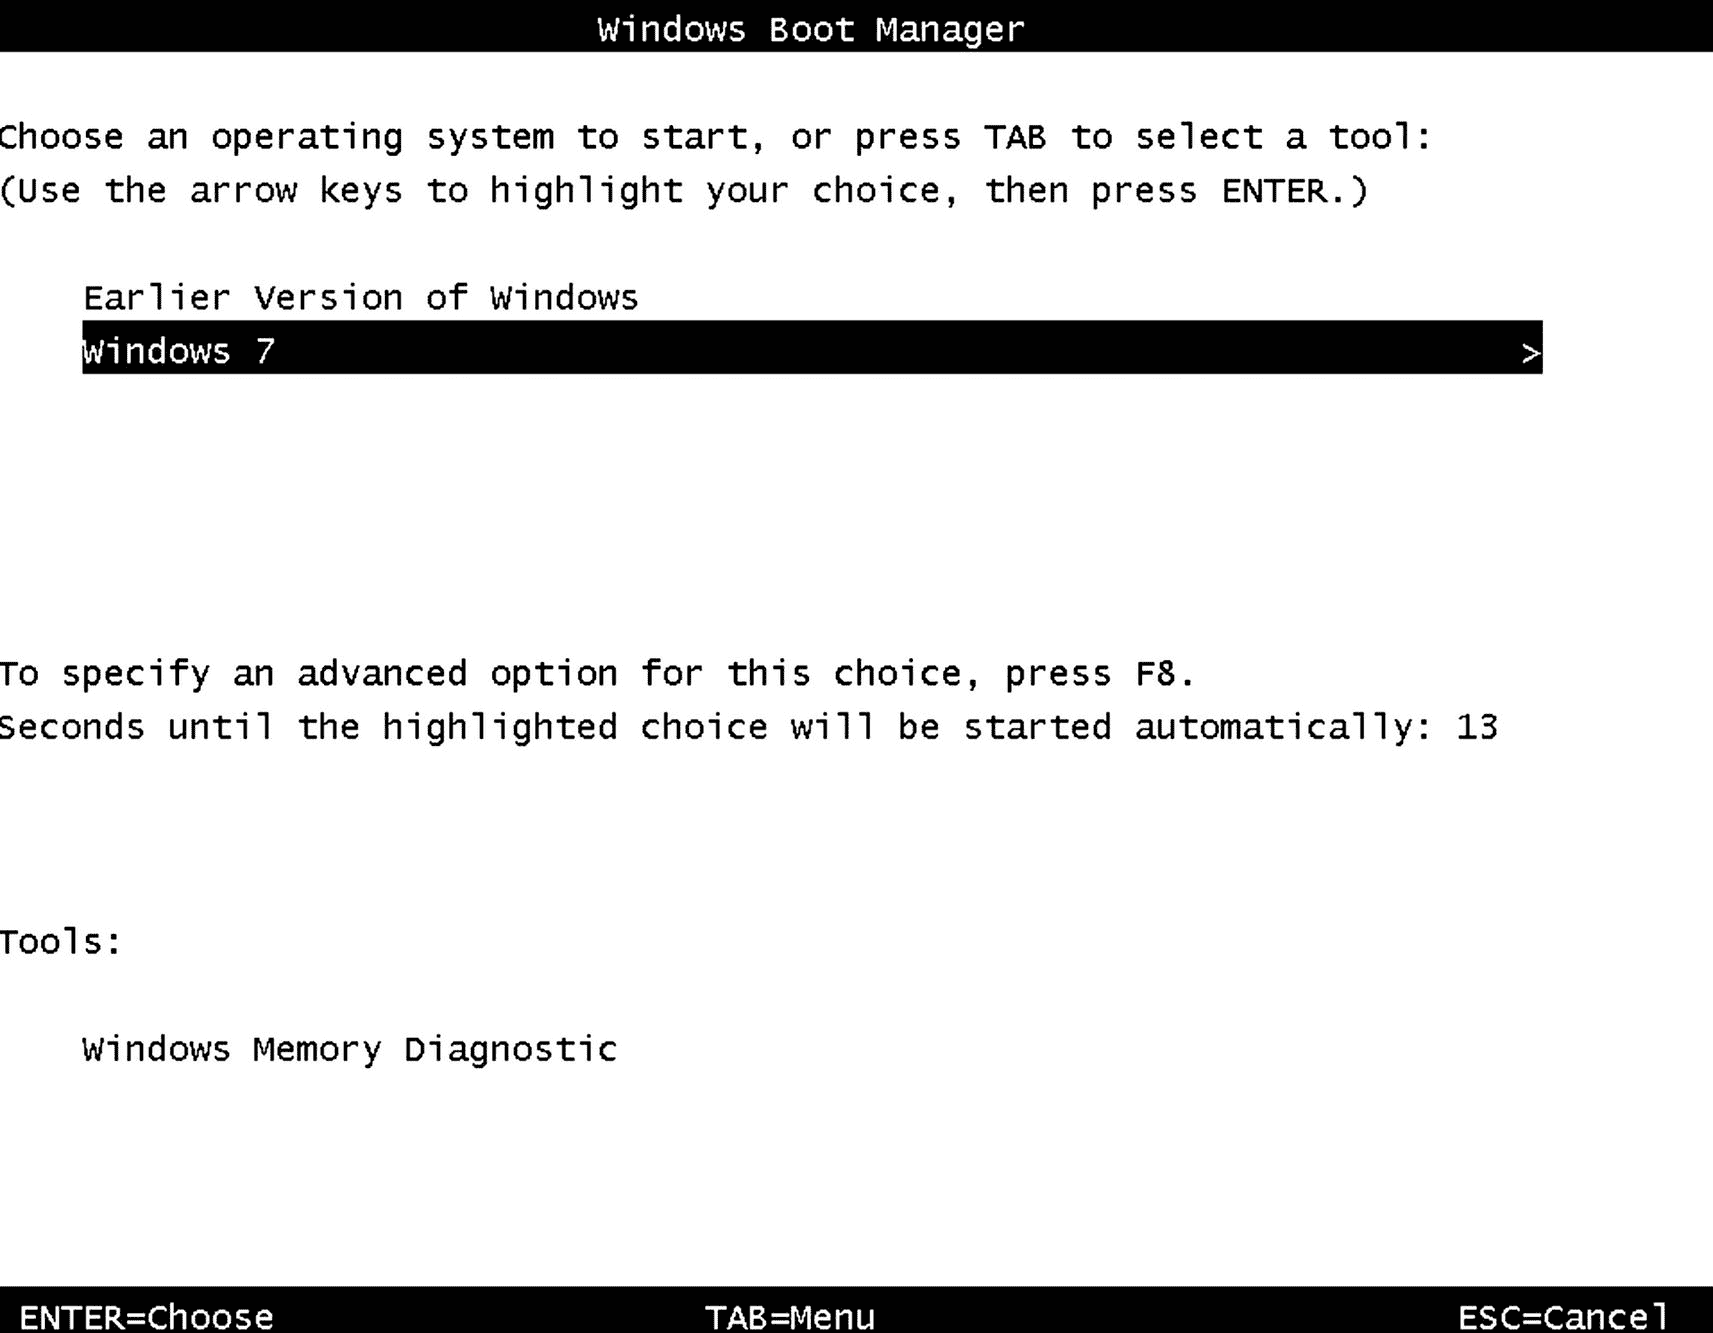 Windows Boot Manager
Choose an operating system to start, or press TAB to select a tool:
(Use the arrow keys to highlight your choice, then press ENTER.)
Earlier Version of Windows
Windows 7 >
To specify an advanced option for this choice, press F8.
Seconds until the highlighted choice will be started automatically: 13
Tools:
Windows Memory Diagnostic
ENTER=Choose TAB=Menu ESC=Cancel